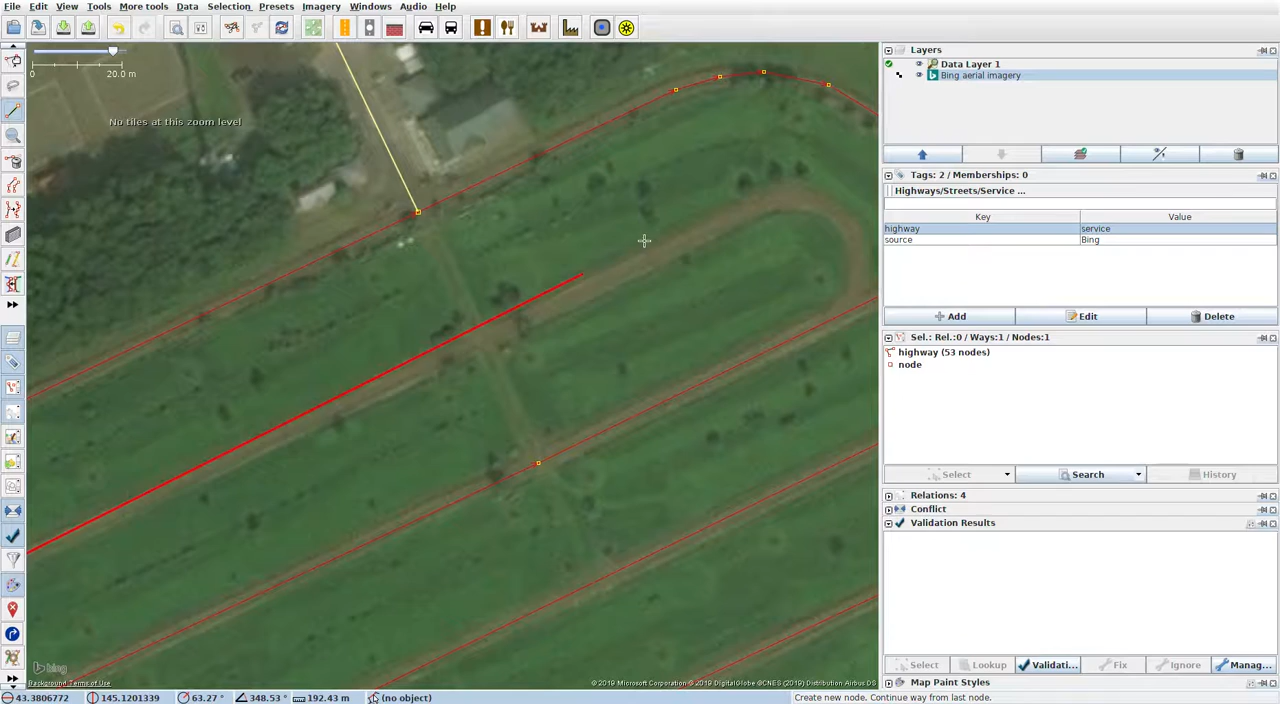 File Edit View Tools More tools Data Selection Presets Imagery Windows Audio Help
0 20.0 m
No tiles at this zoom level
Layers
Data Layer 1
Bing aerial imagery
Tags: 2 / Memberships: 0
Highways/Streets/Service ...
Key Value
highway service
source Bing
Add Edit Delete
Sel.: Rel.:0 / Ways:1 / Nodes:1
highway (53 nodes)
node
Select Search History
Relations: 4
Conflict
Validation Results
Select Lookup Validati... Fix Ignore Manag...
Map Paint Styles
bing
Background Terms of Use
© 2019 Microsoft Corporation © 2019 DigitalGlobe ©CNES (2019) Distribution Airbus DS
43.3806772 145.1201339 63.27 ° 348.53 ° 192.43 m (no object) Create new node. Continue way from last node.